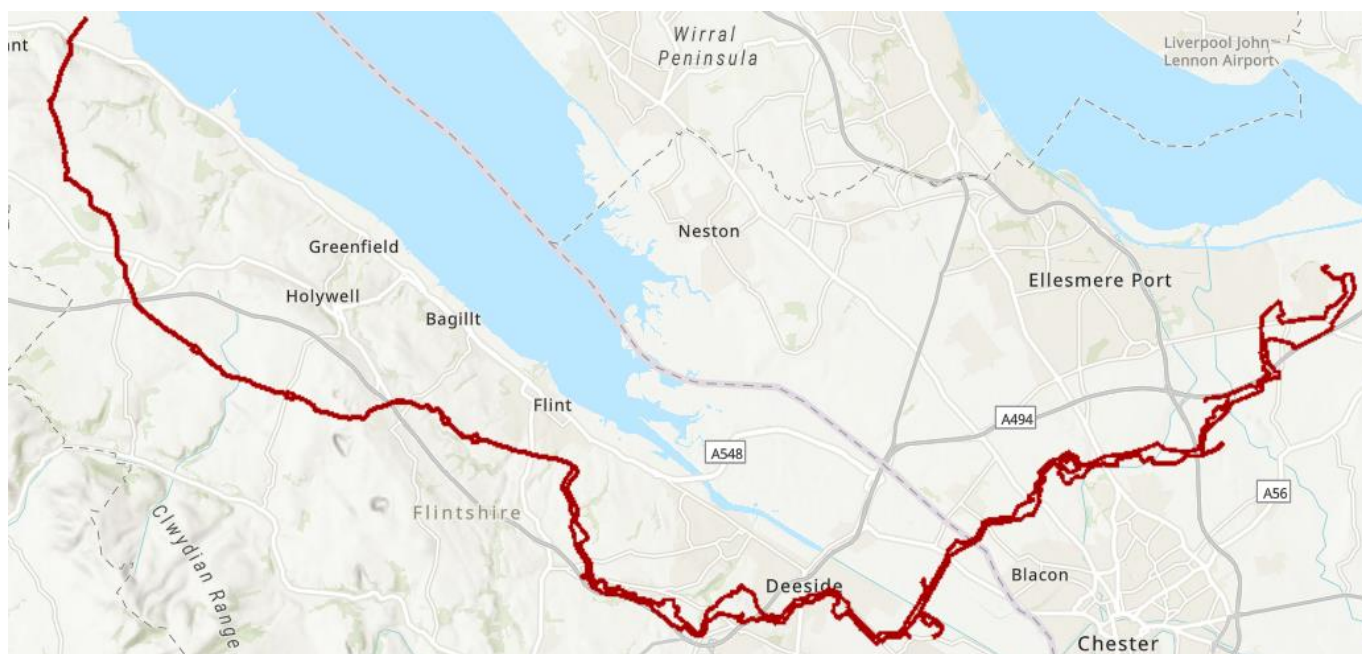 ant
Wirral
Peninsula
Liverpool John
Lennon Airport
Greenfield
Neston
Holywell
Bagillt
Ellesmere Port
Flint
A494
A548
A56
Flintshire
Clwydian Range
Deeside
Blacon
Chester